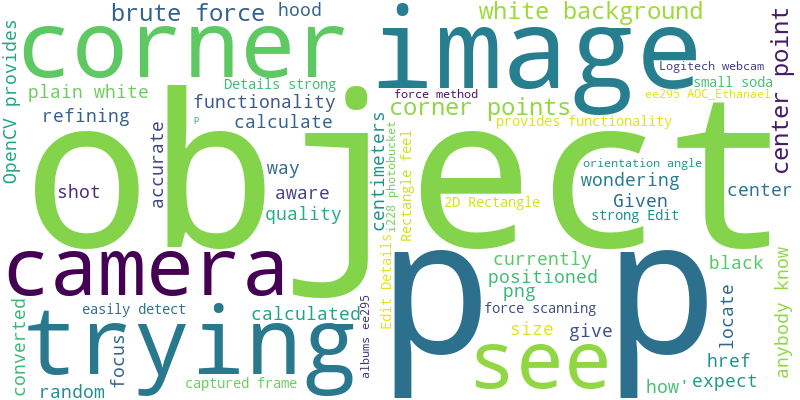 OpenCV provides
brute force
hood
white background
center point
corner
image
Logitech webcam
plain white
Details strong
force method
small soda
functionality
ee295 AOC_Ethanael
refining
calculate
p
corner points
provides functionality
object
accurate
way
centimeters
i228 photobucket
Rectangle feel
orientation angle
wondering
shot
aware
quality
2D Rectangle
Given
strong Edit
center
camera
p p
currently
positioned
png
black
anybody know
converted
easily detect
calculated
albums ee295
Edit Details
force scanning
size
give
locate
trying
focus
see
href
random
captured frame
how'
expect